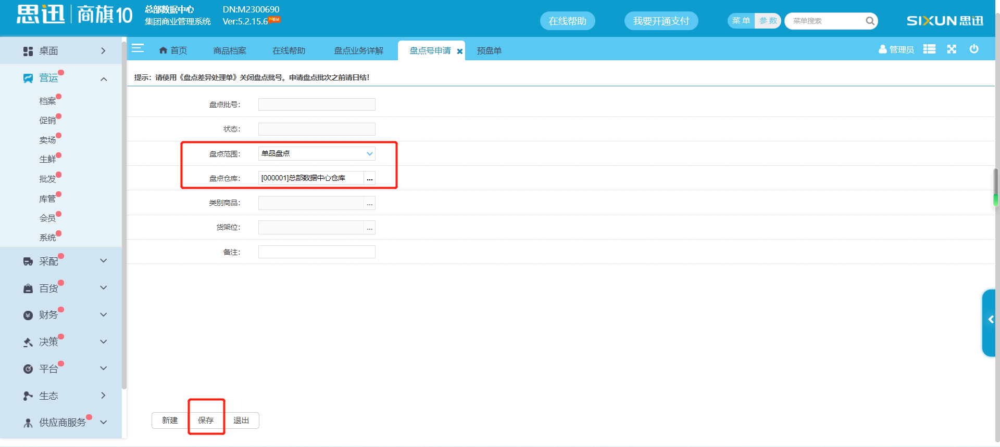 思迅 商旗10
总部数据中心 DN:M2300690
集团商业管理系统 Ver:5.2.15.6 NEW
在线帮助 我要开通支付 菜单 参数 菜单搜索 SIXUN思迅
首页 商品档案 在线帮助 盘点业务详解 盘点号申请 预盘单 管理员
提示：请使用《盘点差异处理单》关闭盘点批号。申请盘点批次之前请日结！
桌面
营运
档案
促销
卖场
生鲜
批发
库管
会员
系统
采配
百货
财务
决策
平台
生态
供应商服务
盘点批号：
状态：
盘点范围： 单品盘点
盘点仓库： [000001]总部数据中心仓库 ...
类别商品： ...
货架位： ...
备注：
新建 保存 退出